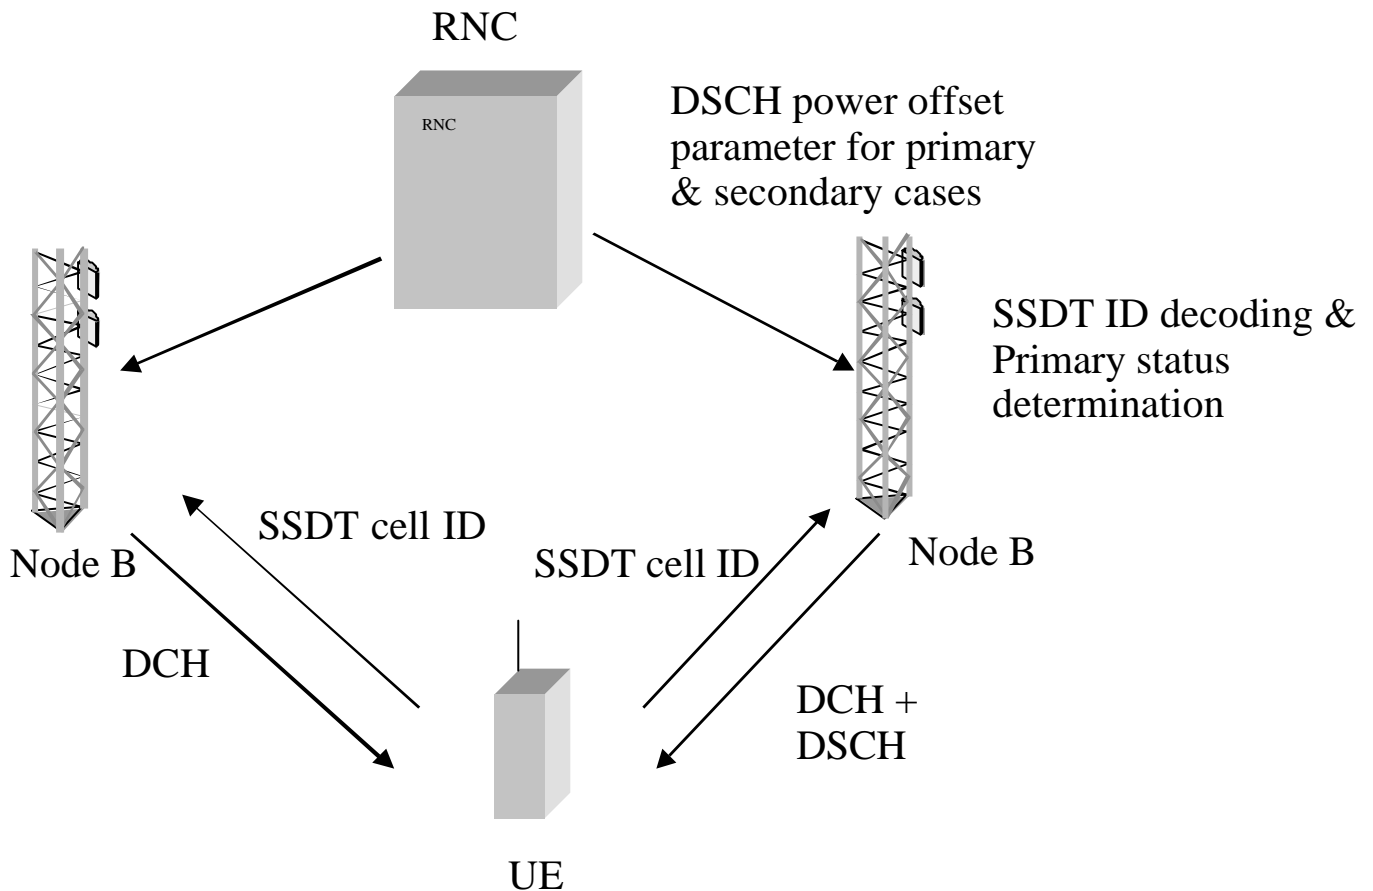 RNC
RNC
DSCH power offset
parameter for primary
& secondary cases
SSDT ID decoding &
Primary status
determination
SSDT cell ID
SSDT cell ID
Node B
Node B
DCH
DCH +
DSCH
UE